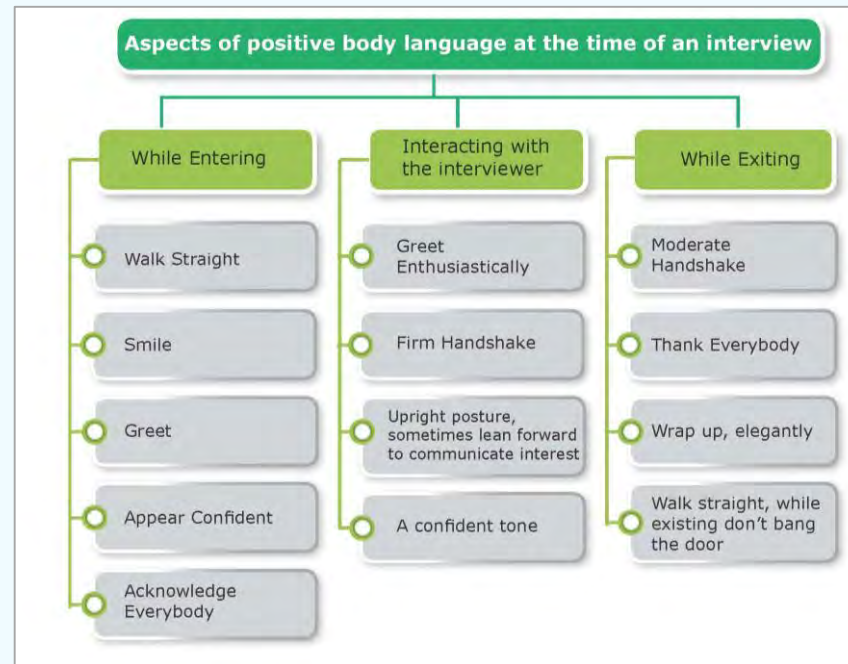 Aspects of positive body language at the time of an interview
While Entering
Walk Straight
Smile
Greet
Appear Confident
Acknowledge
Everybody
Interacting with
the interviewer
Greet
Enthusiastically
Firm Handshake
Upright posture,
sometimes lean forward
to communicate interest
A confident tone
While Exiting
Moderate
Handshake
Thank Everybody
Wrap up, elegantly
Walk straight, while
existing don't bang
the door